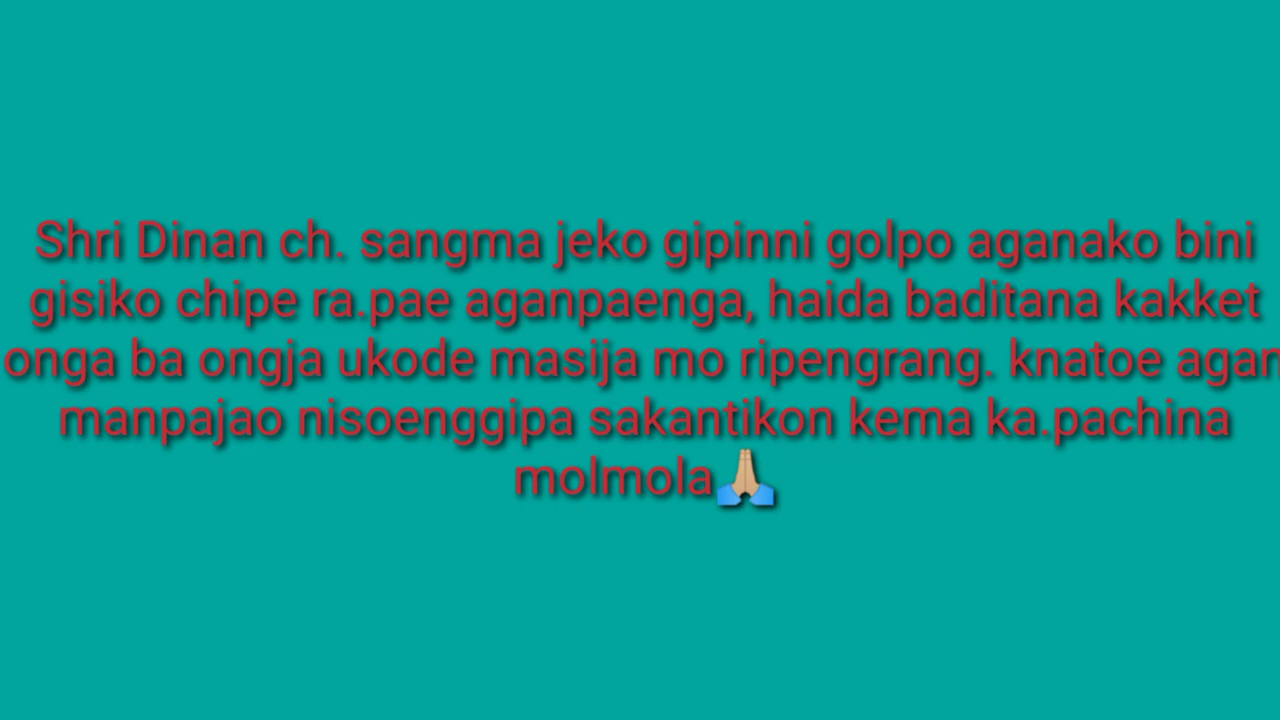 Shri Dinan ch. sangma jeko gipinni golpo aganako bini
gisiko chipe ra.pae aganpaenga, haida baditana kakket
onga ba ongja ukode masija mo ripengrang. knatoe agan
manpajao nisoenggipa sakantikon kema ka.pachina
molmola🙏🏼